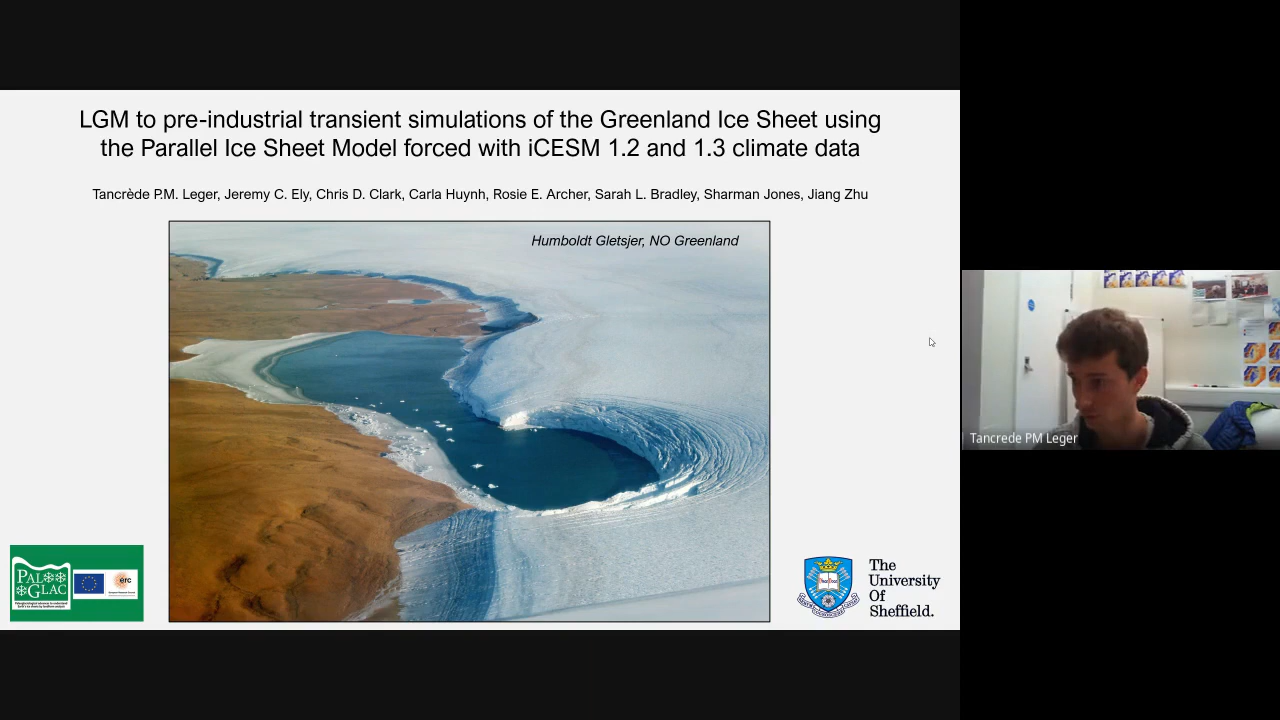 LGM to pre-industrial transient simulations of the Greenland Ice Sheet using
the Parallel Ice Sheet Model forced with iCESM 1.2 and 1.3 climate data
Tancrède P.M. Leger, Jeremy C. Ely, Chris D. Clark, Carla Huynh, Rosie E. Archer, Sarah L. Bradley, Sharman Jones, Jiang Zhu
Humboldt Gletsjer, NO Greenland
PAL
GLAC
erc
The
University
Of
Sheffield.
Tancrede PM Leger